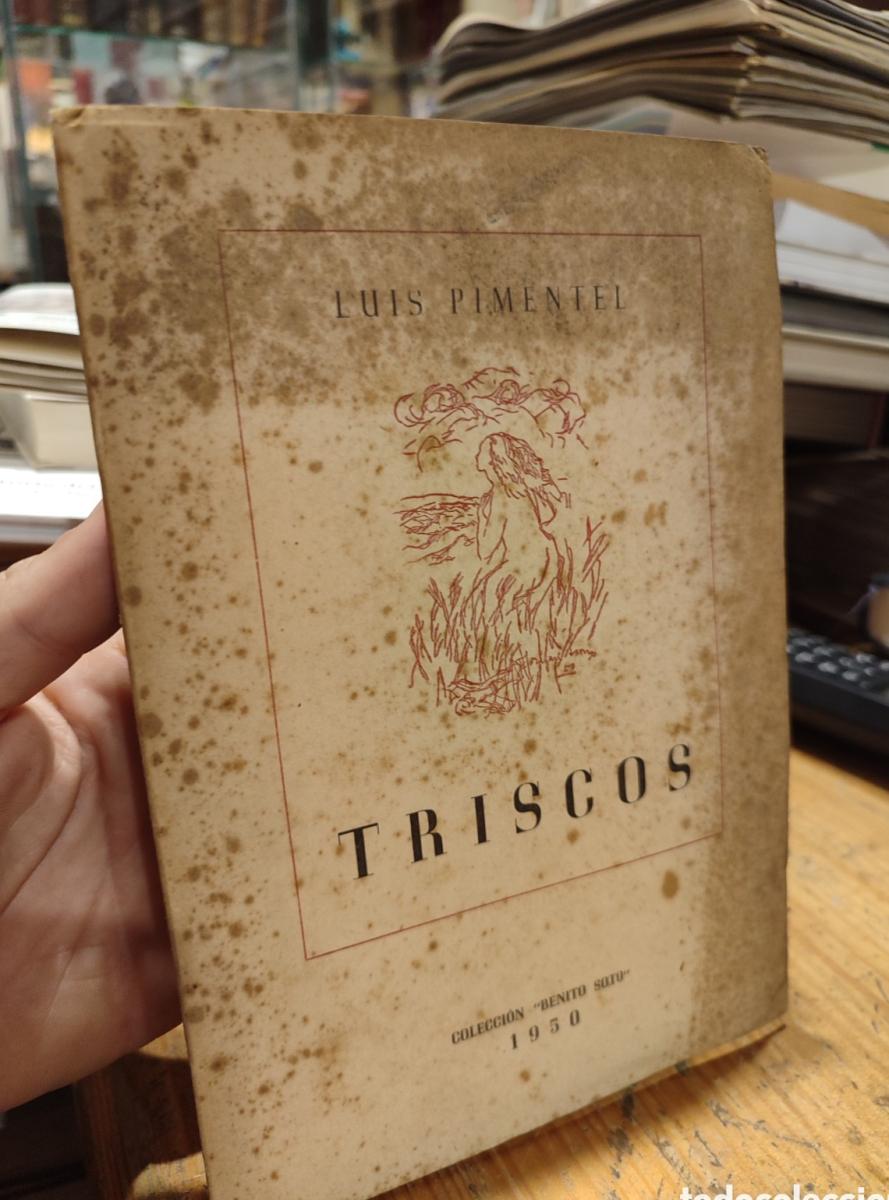 LUIS PIMENTEL
TRISCOS
COLECCIÓN "BENITO SOTO"
1950